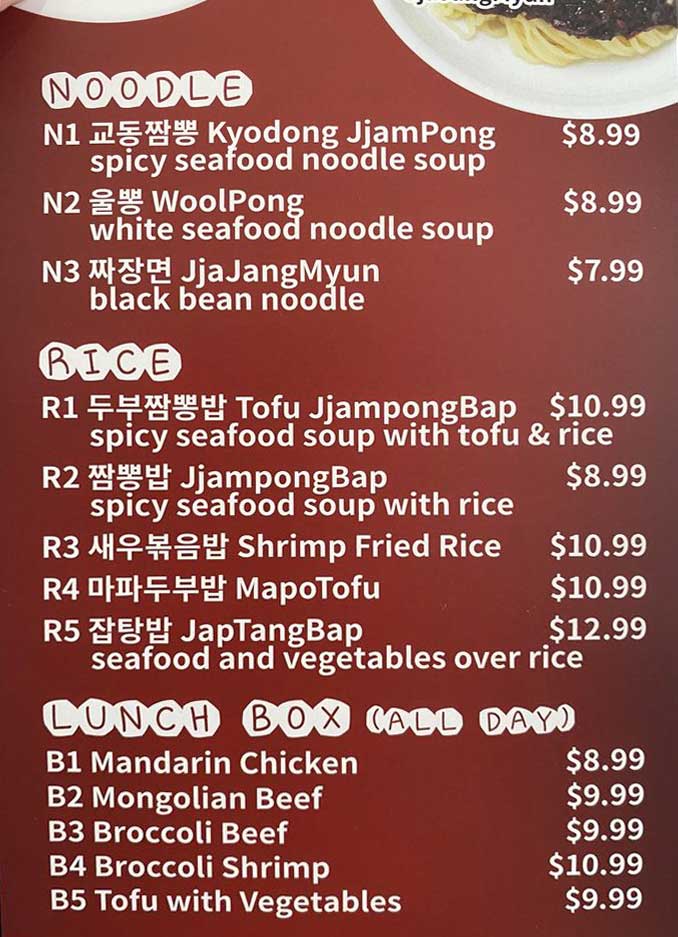 NOODLE
N1 교동짬뽕 Kyodong JjamPong $8.99
spicy seafood noodle soup
N2 울뽕 WoolPong $8.99
white seafood noodle soup
N3 짜장면 JjaJangMyun $7.99
black bean noodle
RICE
R1 두부짬뽕밥 Tofu JjampongBap $10.99
spicy seafood soup with tofu & rice
R2 짬뽕밥 JjampongBap $8.99
spicy seafood soup with rice
R3 새우볶음밥 Shrimp Fried Rice $10.99
R4 마파두부밥 MapoTofu $10.99
R5 잡탕밥 JapTangBap $12.99
seafood and vegetables over rice
LUNCH BOX (ALL DAY)
B1 Mandarin Chicken $8.99
B2 Mongolian Beef $9.99
B3 Broccoli Beef $9.99
B4 Broccoli Shrimp $10.99
B5 Tofu with Vegetables $9.99